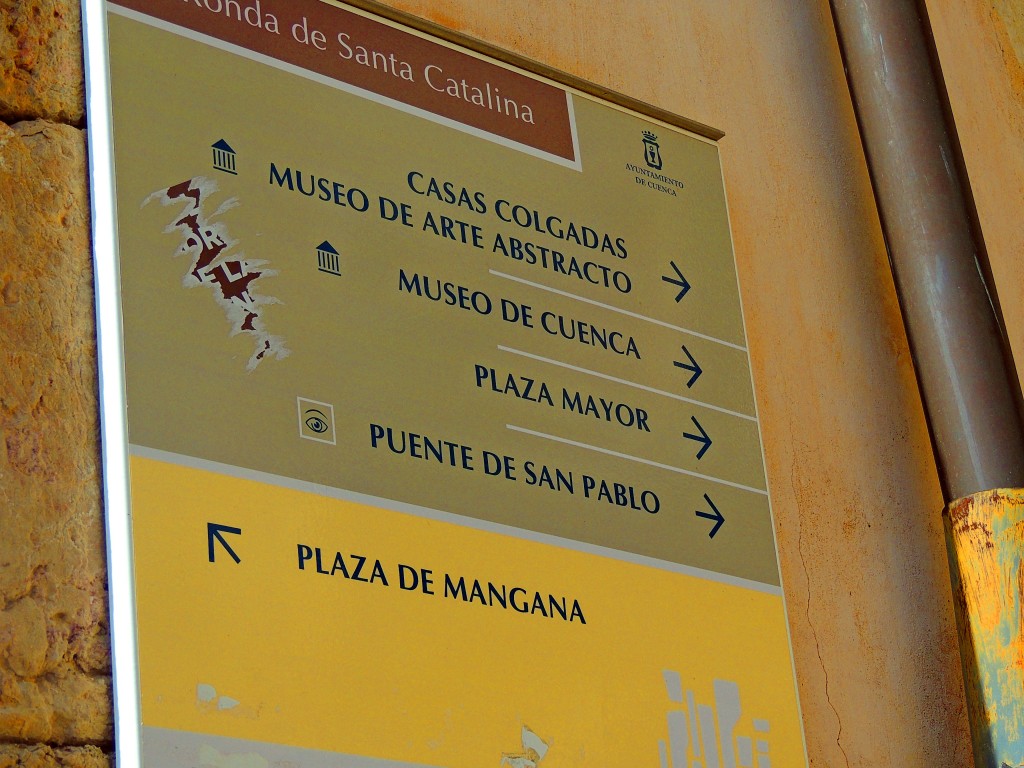 Ronda de Santa Catalina
AYUNTAMIENTO
DE CUENCA
CASAS COLGADAS
MUSEO DE ARTE ABSTRACTO
MUSEO DE CUENCA
PLAZA MAYOR
PUENTE DE SAN PABLO
PLAZA DE MANGANA